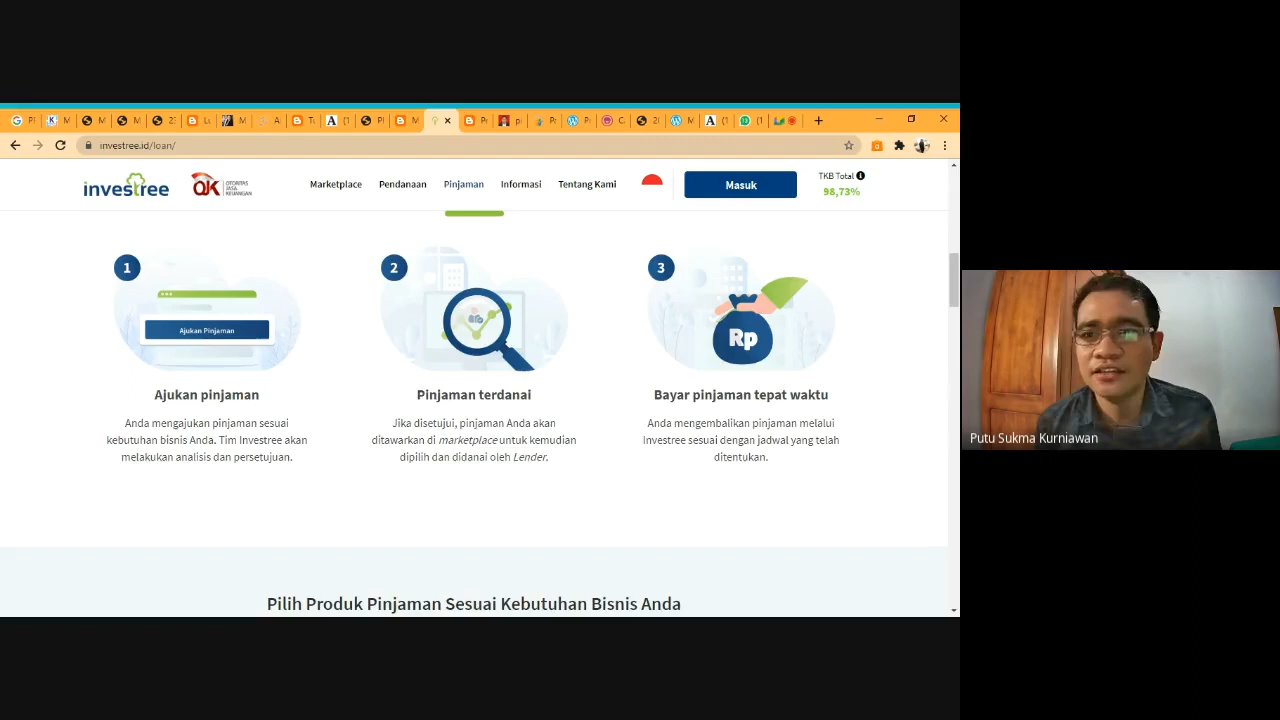 investree.id/loan/
investree
OJK OTORITAS JASA KEUANGAN
Marketplace
Pendanaan
Pinjaman
Informasi
Tentang Kami
Masuk
TKB Total
98,73%
1
2
3
Ajukan Pinjaman
Rp
Ajukan pinjaman
Anda mengajukan pinjaman sesuai
kebutuhan bisnis Anda. Tim Investree akan
melakukan analisis dan persetujuan.
Pinjaman terdanai
Jika disetujui, pinjaman Anda akan
ditawarkan di marketplace untuk kemudian
dipilih dan didanai oleh Lender.
Bayar pinjaman tepat waktu
Anda mengembalikan pinjaman melalui
Investree sesuai dengan jadwal yang telah
ditentukan.
Pilih Produk Pinjaman Sesuai Kebutuhan Bisnis Anda
Putu Sukma Kurniawan